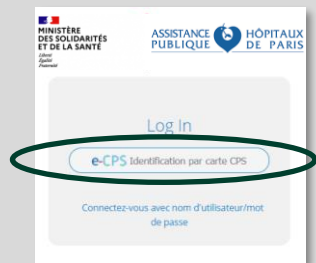 MINISTÈRE
DES SOLIDARITÉS
ET DE LA SANTÉ
Liberté
Égalité
Fraternité
ASSISTANCE HÔPITAUX
PUBLIQUE DE PARIS
Log In
e-CPS Identification par carte CPS
Connectez-vous avec nom d'utilisateur/mot
de passe